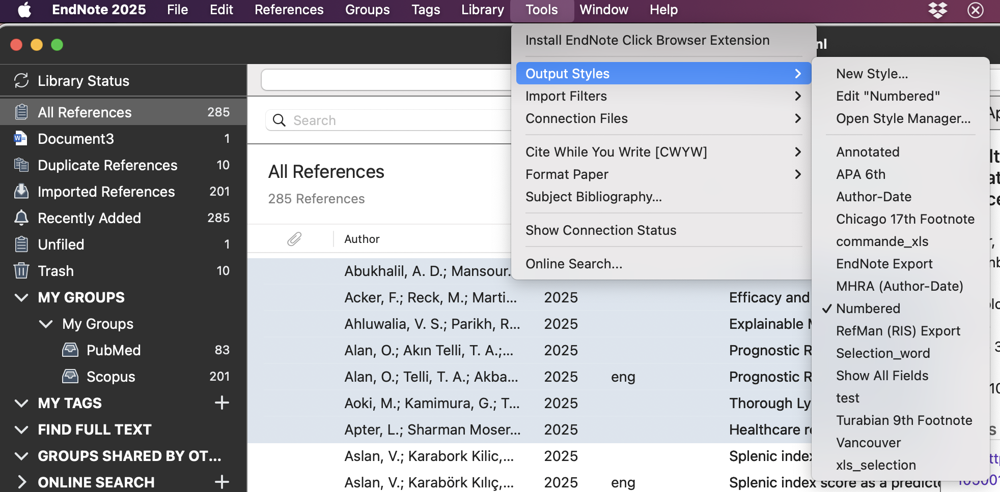 EndNote 2025 File Edit References Groups Tags Library Tools Window Help
Library Status
All References 285
Document3 1
Duplicate References 10
Imported References 201
Recently Added 285
Unfiled 1
Trash 10
MY GROUPS
My Groups
PubMed 83
Scopus 201
MY TAGS
FIND FULL TEXT
GROUPS SHARED BY OT...
ONLINE SEARCH
Search
All References
285 References
Author
Abukhalil, A. D.; Mansour.
Acker, F.; Reck, M.; Marti... 2025 Efficacy and
Ahluwalia, V. S.; Parikh, R... 2025 Explainable
Alan, O.; Akın Telli, T. A.;... 2025 Prognostic
Alan, O.; Telli, T. A.; Akba... 2025 eng Prognostic
Aoki, M.; Kamimura, G.; T... 2025 Thorough
Apter, L.; Sharman Moser... 2025 Healthcare
Aslan, V.; Karabork Kilic,... 2025 Splenic index
Aslan, V.; Karabörk Kılıç,... 2025 eng Splenic index score as a
Install EndNote Click Browser Extension
Output Styles
Import Filters
Connection Files
Cite While You Write [CWYW]
Format Paper
Subject Bibliography...
Show Connection Status
Online Search...
New Style...
Edit "Numbered"
Open Style Manager...
Annotated
APA 6th
Author-Date
Chicago 17th Footnote
commande_xls
EndNote Export
MHRA (Author-Date)
Numbered
RefMan (RIS) Export
Selection_word
Show All Fields
test
Turabian 9th Footnote
Vancouver
xls_selection